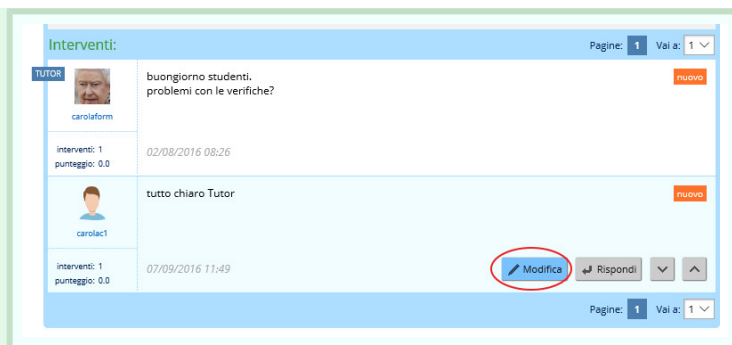 Interventi:
Pagine: 1 Vai a: 1
TUTOR
buongiorno studenti.
problemi con le verifiche?
nuovo
carolaform
interventi: 1
punteggio: 0.0
02/08/2016 08:26
tutto chiaro Tutor
nuovo
carolac1
interventi: 1
punteggio: 0.0
07/09/2016 11:49
Modifica
Rispondi
Pagine: 1 Vai a: 1